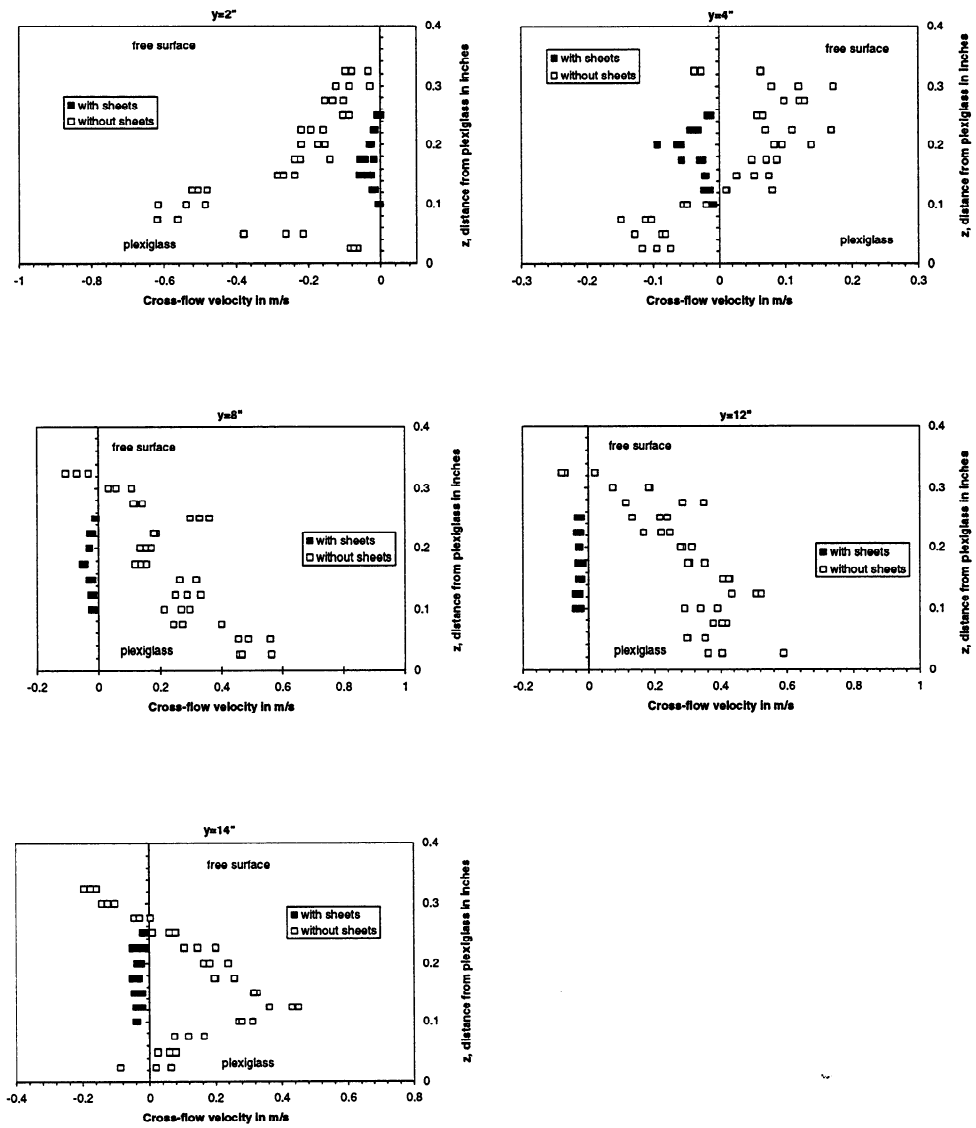 y=2"
0.4
free surface
0.3
with sheets
without sheets
0.2
0.1
plexiglass
0
z, distance from plexiglass in inches
-1 -0.8 -0.6 -0.4 -0.2 0
Cross-flow velocity in m/s
y=4"
0.4
free surface
with sheets
without sheets
0.3
0.2
0.1
plexiglass
0
z, distance from plexiglass in inches
-0.3 -0.2 -0.1 0 0.1 0.2 0.3
Cross-flow velocity in m/s
y=8"
0.4
free surface
0.3
with sheets
without sheets
0.2
0.1
plexiglass
0
z, distance from plexiglass in inches
-0.2 0 0.2 0.4 0.6 0.8 1
Cross-flow velocity in m/s
y=12"
0.4
free surface
0.3
with sheets
without sheets
0.2
0.1
plexiglass
0
z, distance from plexiglass in inches
-0.2 0 0.2 0.4 0.6 0.8 1
Cross-flow velocity in m/s
y=14"
0.4
free surface
0.3
with sheets
without sheets
0.2
0.1
plexiglass
0
z, distance from plexiglass in inches
-0.4 -0.2 0 0.2 0.4 0.6 0.8
Cross-flow velocity in m/s